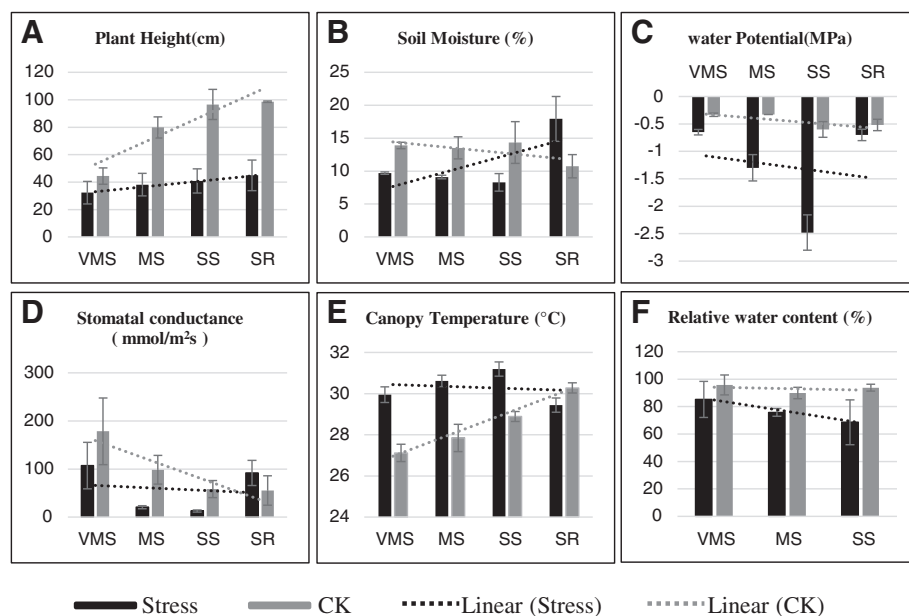 A
Plant Height(cm)
120
100
80
60
40
20
0
VMS MS SS SR
B
Soil Moisture (%)
25
20
15
10
5
0
VMS MS SS SR
C
water Potential(MPa)
VMS MS SS SR
0
-0.5
-1
-1.5
-2
-2.5
-3
D
Stomatal conductance
( mmol/m²s )
300
200
100
0
VMS MS SS SR
E
Canopy Temperature (°C)
32
30
28
26
24
VMS MS SS SR
F
Relative water content (%)
120
100
80
60
40
20
0
VMS MS SS
Stress CK Linear (Stress) Linear (CK)